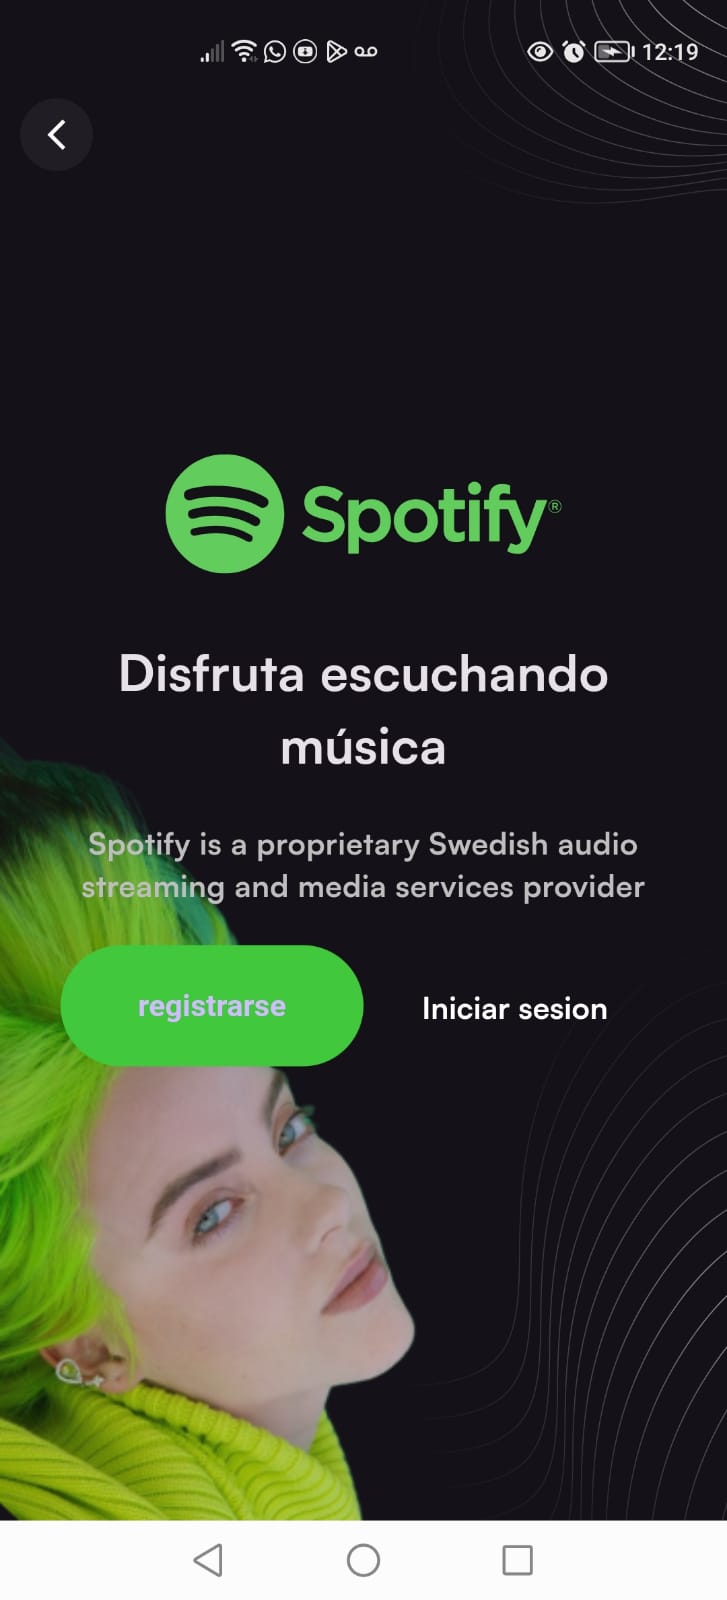 12:19
Spotify®
Disfruta escuchando
música
Spotify is a proprietary Swedish audio
streaming and media services provider
registrarse
Iniciar sesion